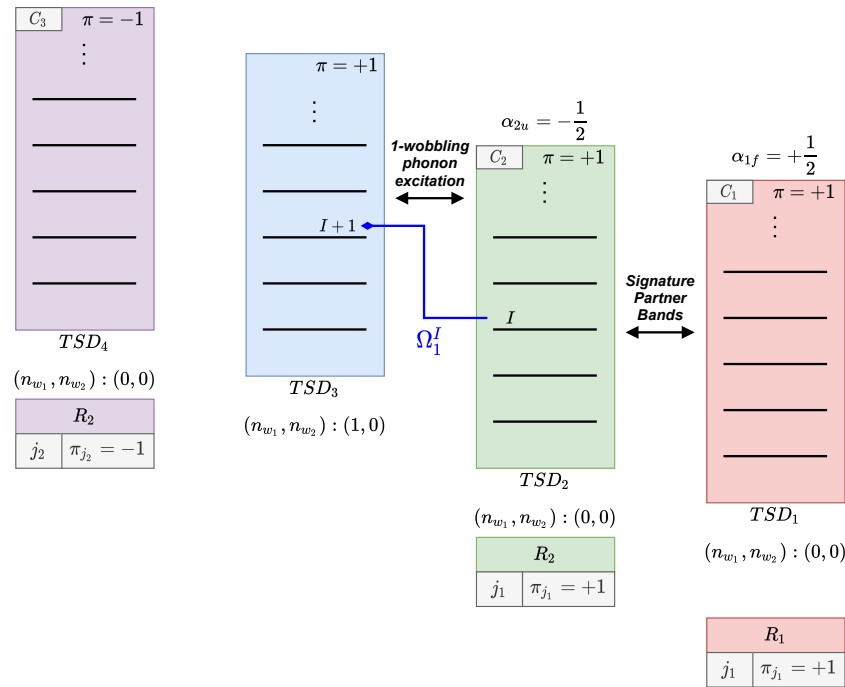 C₃ π = −1
⋮
TSD₄
(n_w₁, n_w₂) : (0, 0)
R₂
j₂ π_j₂ = −1
π = +1
⋮
I + 1
TSD₃
(n_w₁, n_w₂) : (1, 0)
1-wobbling
phonon
excitation
Ω₁ᴵ
α₂ᵤ = −1/2
C₂ π = +1
⋮
I
TSD₂
(n_w₁, n_w₂) : (0, 0)
R₂
j₁ π_j₁ = +1
Signature
Partner
Bands
α₁f = +1/2
C₁ π = +1
⋮
TSD₁
(n_w₁, n_w₂) : (0, 0)
R₁
j₁ π_j₁ = +1